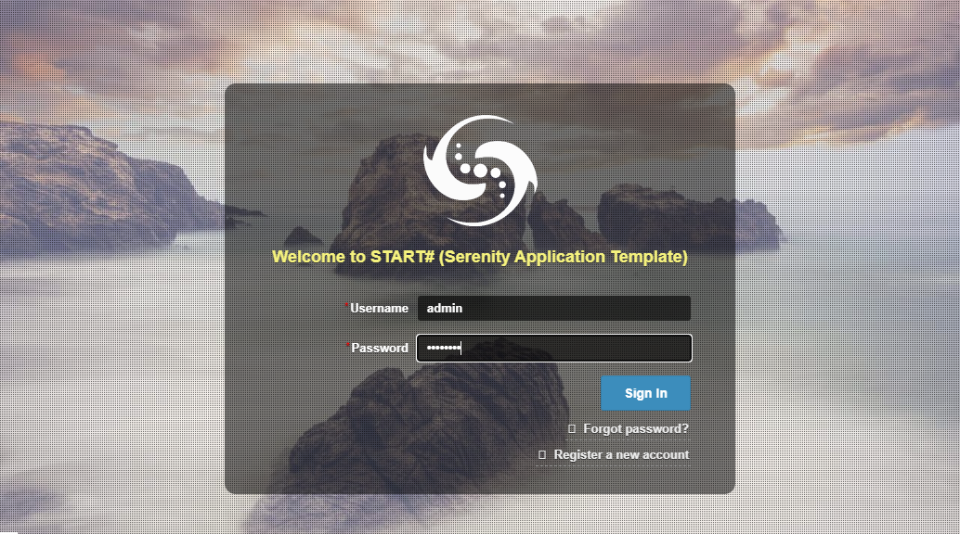 Welcome to START# (Serenity Application Template)
*Username admin
*Password ••••••••
Sign In
Forgot password?
Register a new account